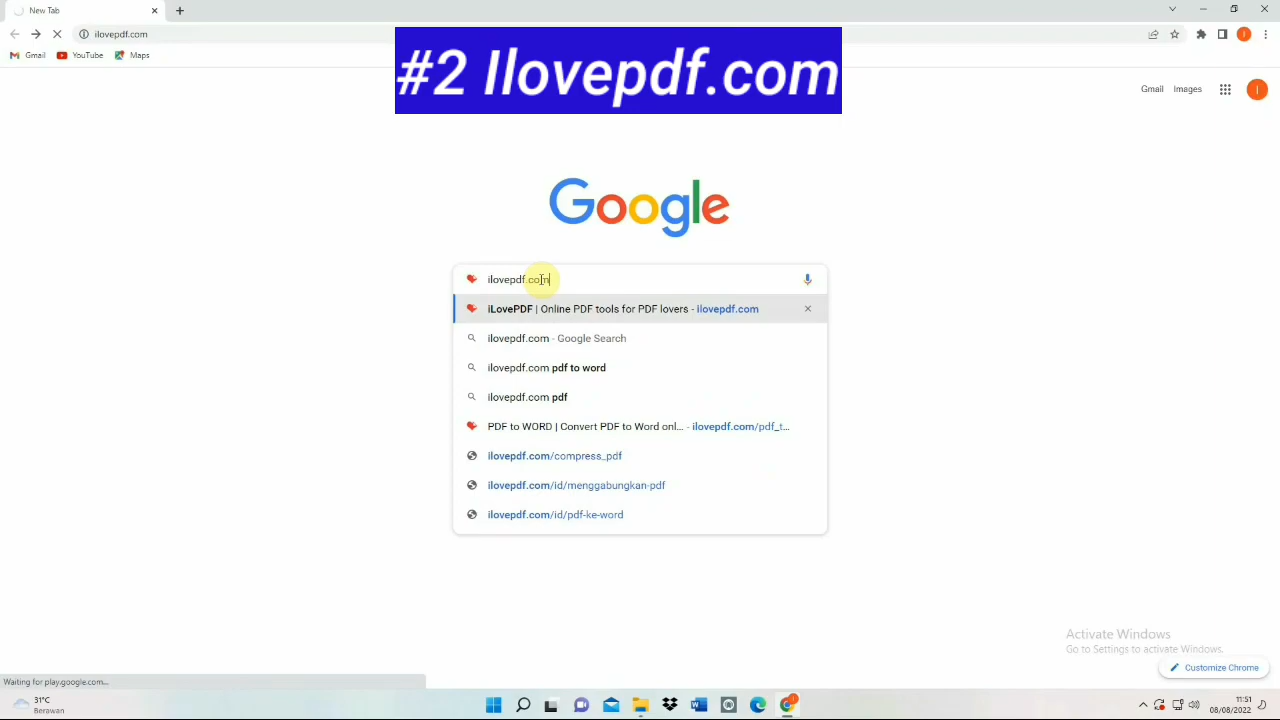 New Tab
ilovepdf.com
Gmail
YouTube
Maps
#2 Ilovepdf.com
Gmail
Images
I
Google
ilovepdf.com
iLovePDF | Online PDF tools for PDF lovers - ilovepdf.com
ilovepdf.com - Google Search
ilovepdf.com pdf to word
ilovepdf.com pdf
PDF to WORD | Convert PDF to Word onl... - ilovepdf.com/pdf_t...
ilovepdf.com/compress_pdf
ilovepdf.com/id/menggabungkan-pdf
ilovepdf.com/id/pdf-ke-word
Activate Windows
Go to Settings to activate Windows.
Customize Chrome
Waiting for play.google.com...
31°C
Berawan
11:51
08/08/2022